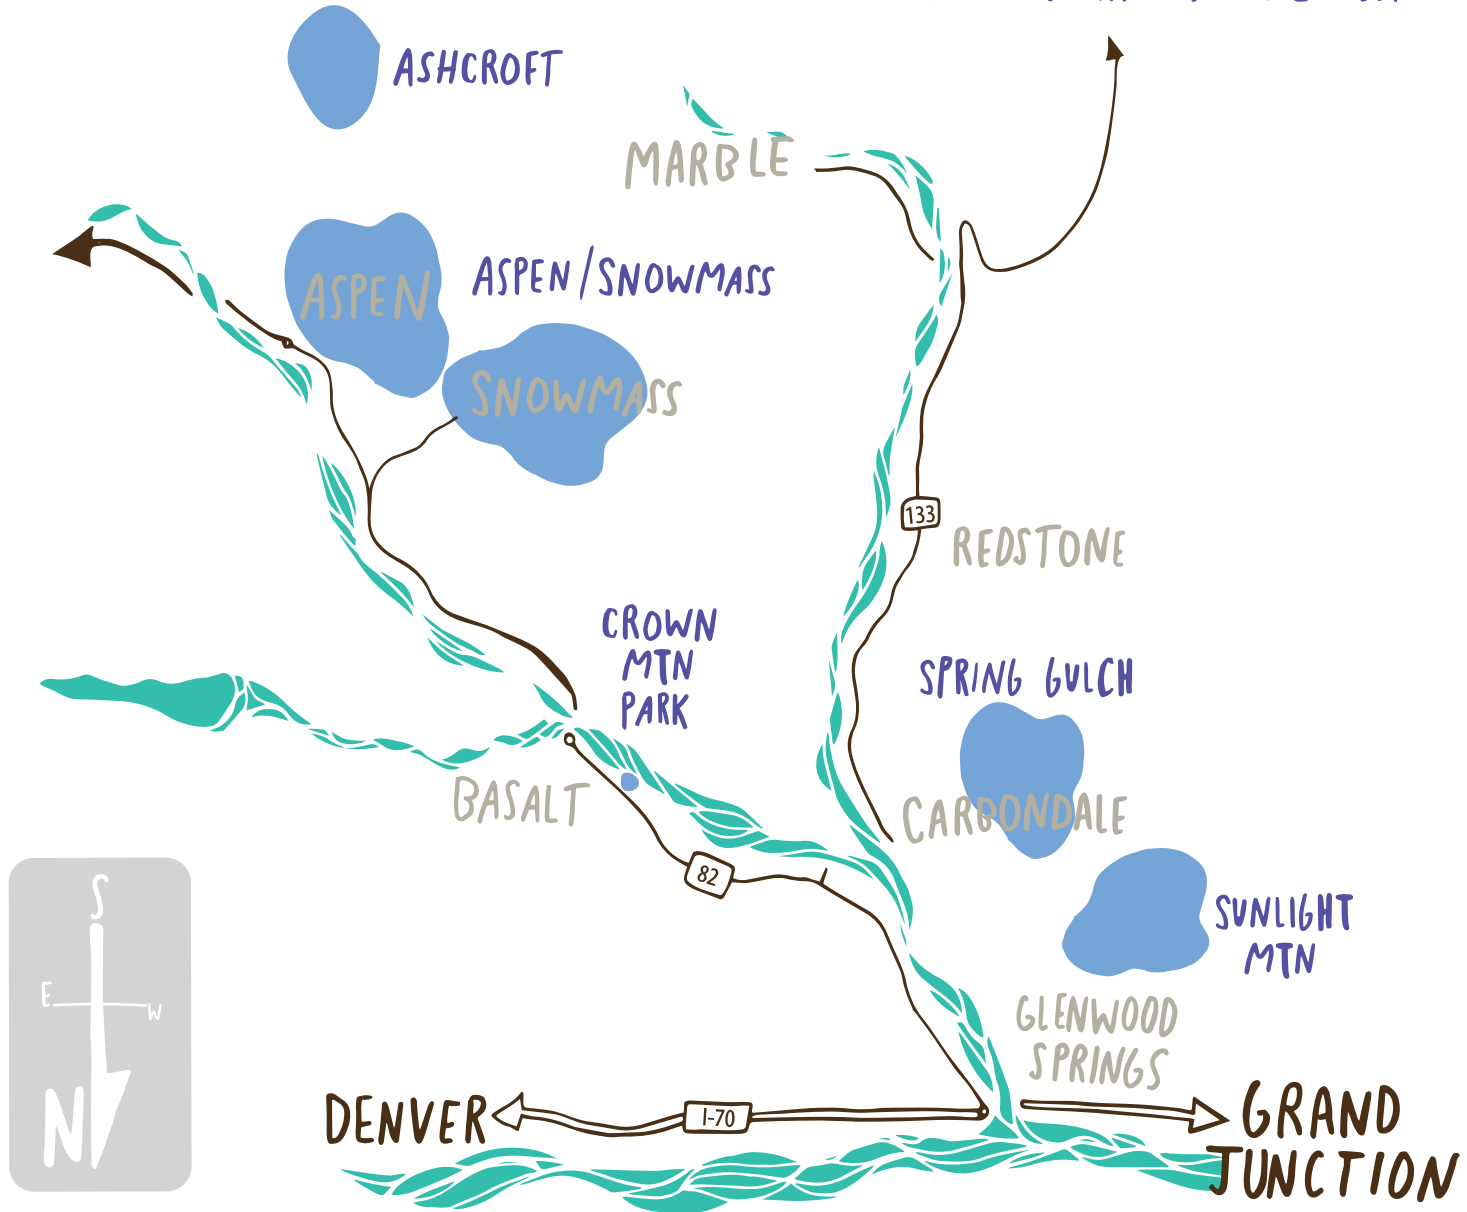 ASHCROFT
MARBLE
ASPEN
ASPEN/SNOWMASS
SNOWMASS
133
REDSTONE
CROWN
MTN
PARK
SPRING GULCH
BASALT
CARBONDALE
82
S
E
W
N
SUNLIGHT
MTN
GLENWOOD
SPRINGS
DENVER
I-70
GRAND
JUNCTION